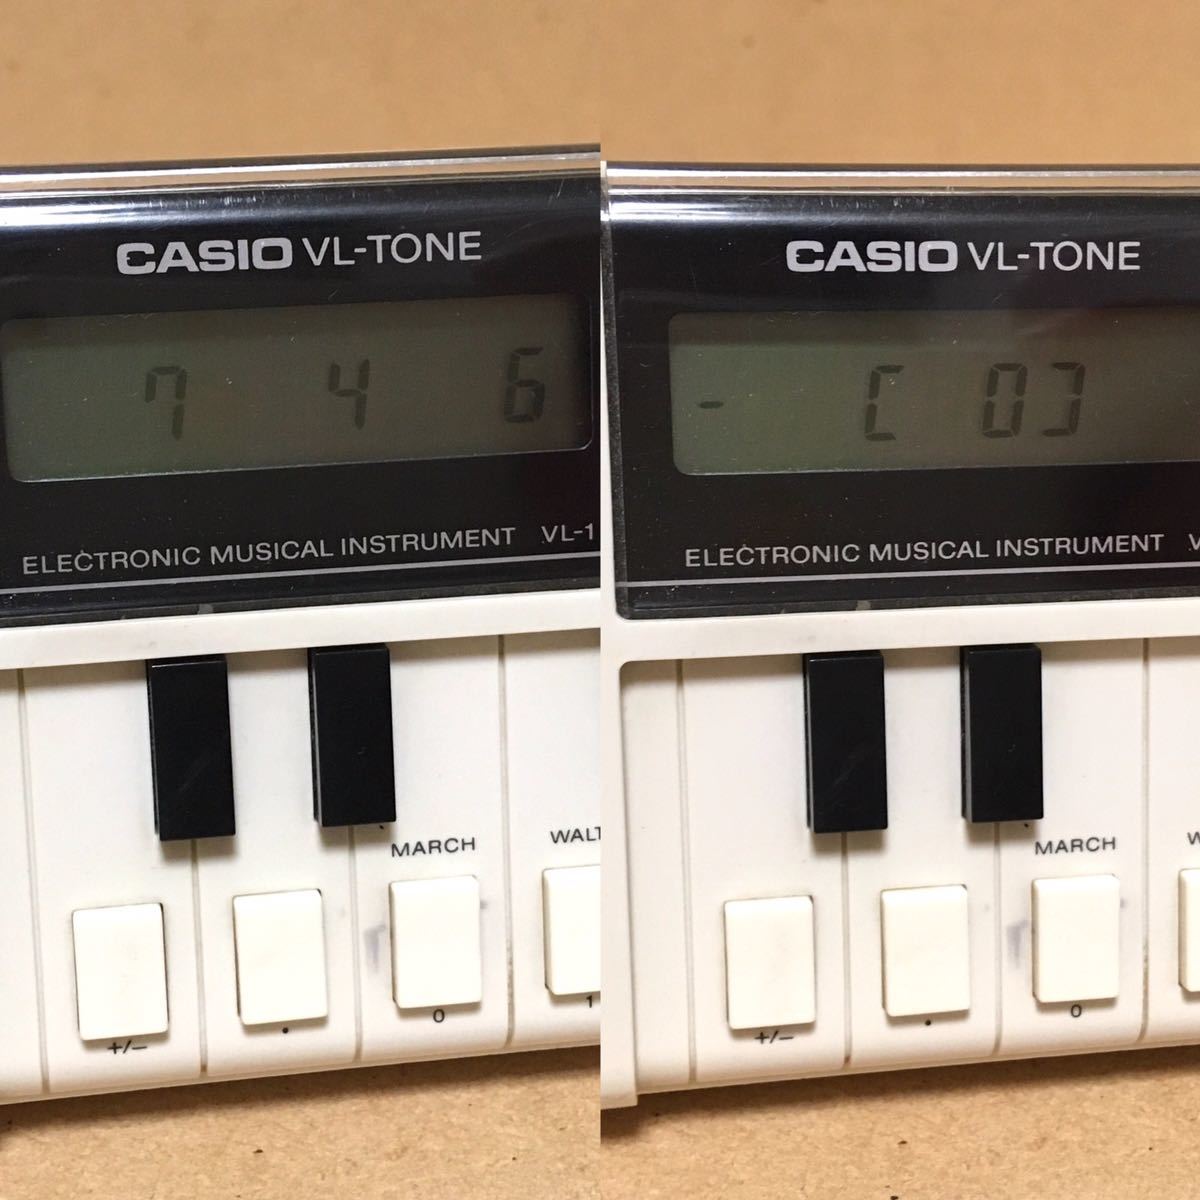 CASIO VL-TONE
7 4 6
ELECTRONIC MUSICAL INSTRUMENT VL-1
MARCH WALT
+/− . 0 1
CASIO VL-TONE
- [ 0]
ELECTRONIC MUSICAL INSTRUMENT V
MARCH W
+/− . 0